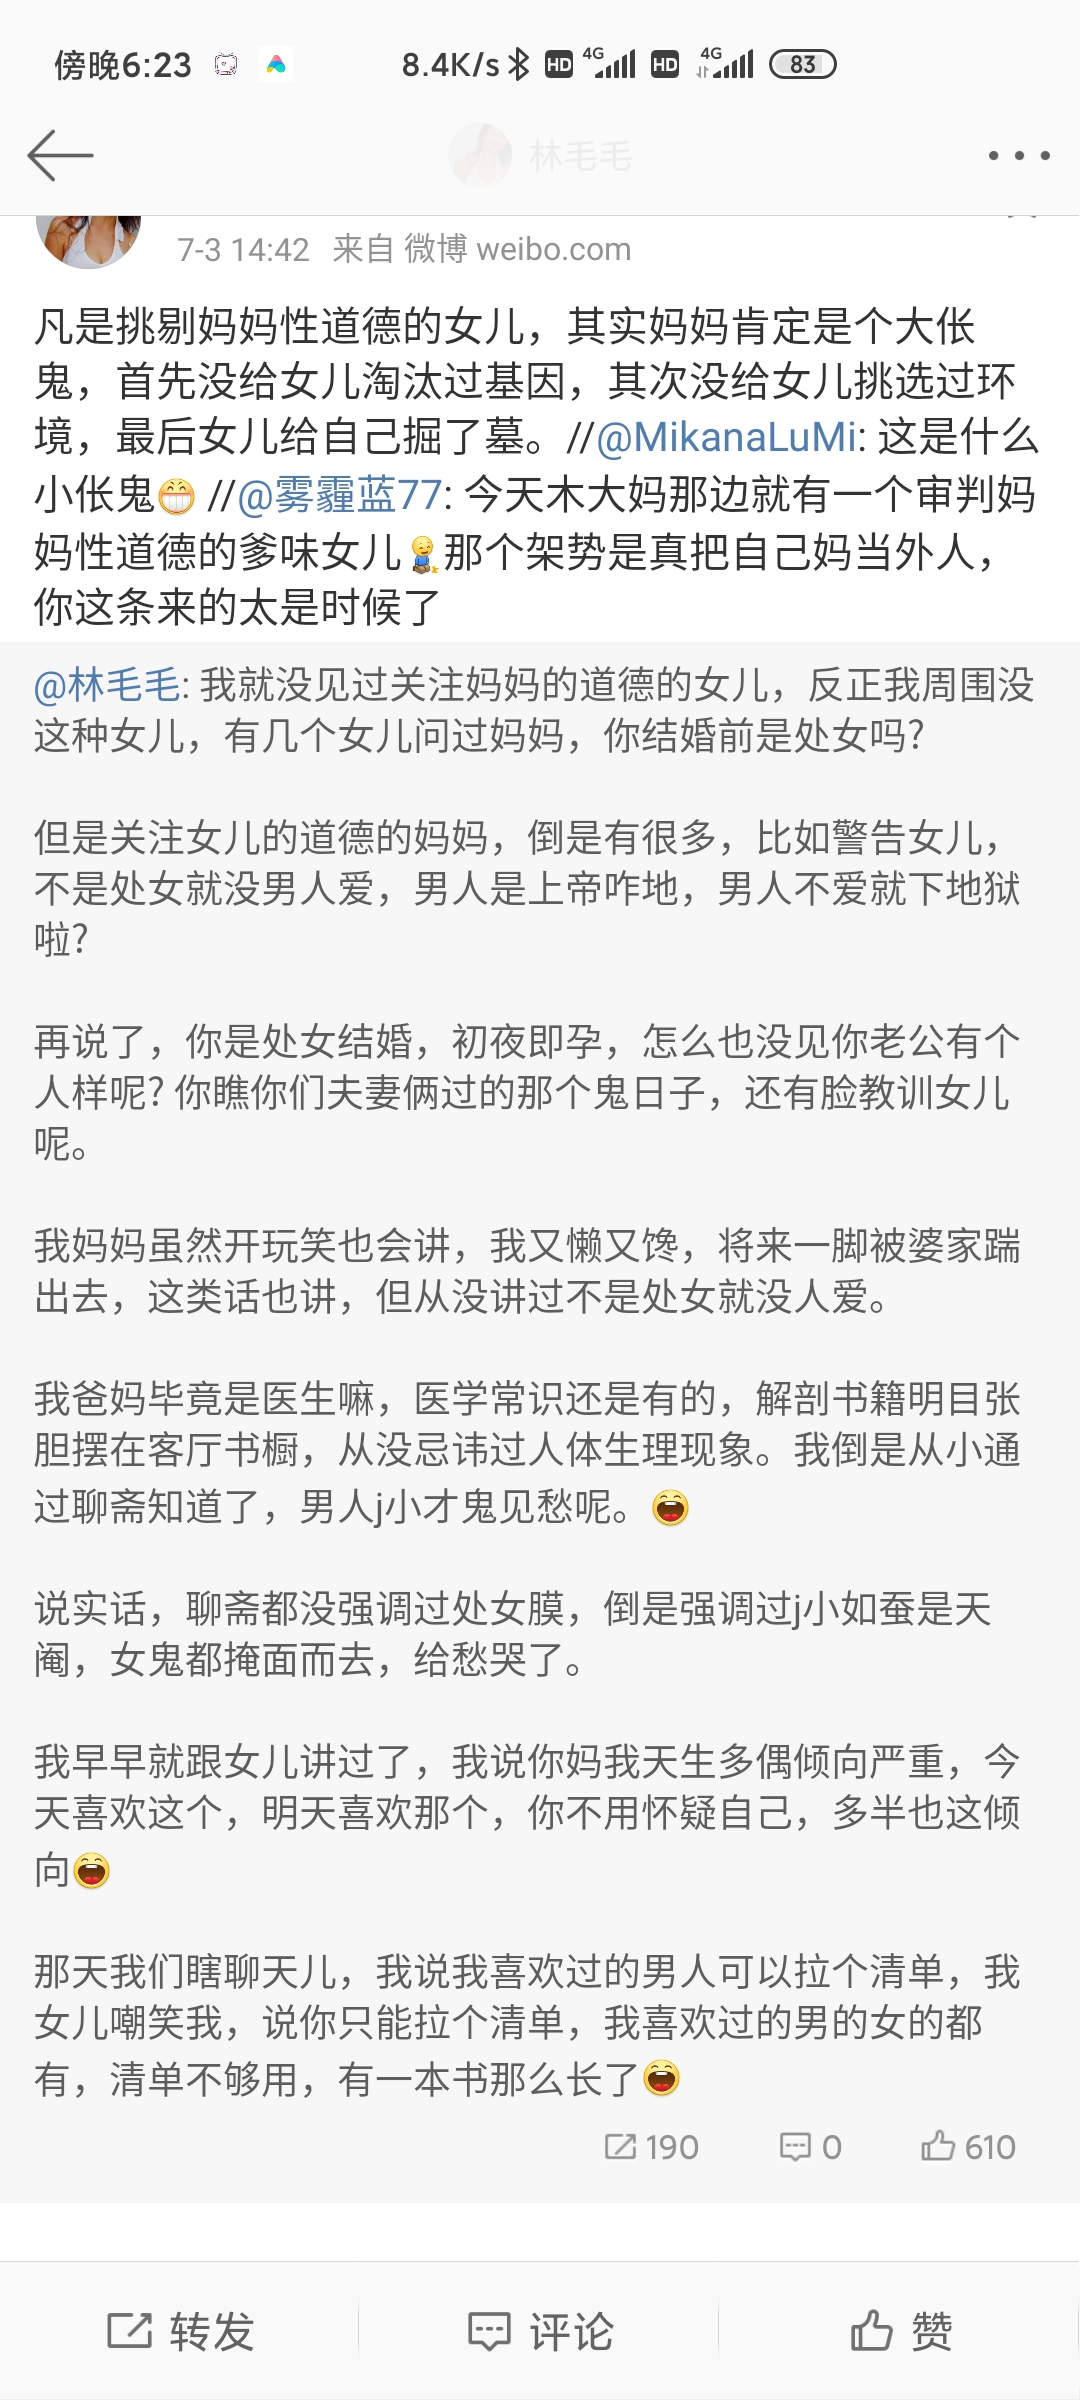 傍晚6:23 8.4K/s HD 4G HD 4G 83
林毛毛
7-3 14:42 来自 微博 weibo.com
凡是挑剔妈妈性道德的女儿，其实妈妈肯定是个大伥
鬼，首先没给女儿淘汰过基因，其次没给女儿挑选过环
境，最后女儿给自己掘了墓。//@MikanaLuMi: 这是什么
小伥鬼😁 //@雾霾蓝77: 今天木大妈那边就有一个审判妈
妈性道德的爹味女儿 那个架势是真把自己妈当外人，
你这条来的太是时候了
@林毛毛: 我就没见过关注妈妈的道德的女儿，反正我周围没
这种女儿，有几个女儿问过妈妈，你结婚前是处女吗?
但是关注女儿的道德的妈妈，倒是有很多，比如警告女儿，
不是处女就没男人爱，男人是上帝咋地，男人不爱就下地狱
啦?
再说了，你是处女结婚，初夜即孕，怎么也没见你老公有个
人样呢? 你瞧你们夫妻俩过的那个鬼日子，还有脸教训女儿
呢。
我妈妈虽然开玩笑也会讲，我又懒又馋，将来一脚被婆家踹
出去，这类话也讲，但从没讲过不是处女就没人爱。
我爸妈毕竟是医生嘛，医学常识还是有的，解剖书籍明目张
胆摆在客厅书橱，从没忌讳过人体生理现象。我倒是从小通
过聊斋知道了，男人j小才鬼见愁呢。😄
说实话，聊斋都没强调过处女膜，倒是强调过j小如蚕是天
阉，女鬼都掩面而去，给愁哭了。
我早早就跟女儿讲过了，我说你妈我天生多偶倾向严重，今
天喜欢这个，明天喜欢那个，你不用怀疑自己，多半也这倾
向😄
那天我们瞎聊天儿，我说我喜欢过的男人可以拉个清单，我
女儿嘲笑我，说你只能拉个清单，我喜欢过的男的女的都
有，清单不够用，有一本书那么长了😄
190 0 610
转发 评论 赞